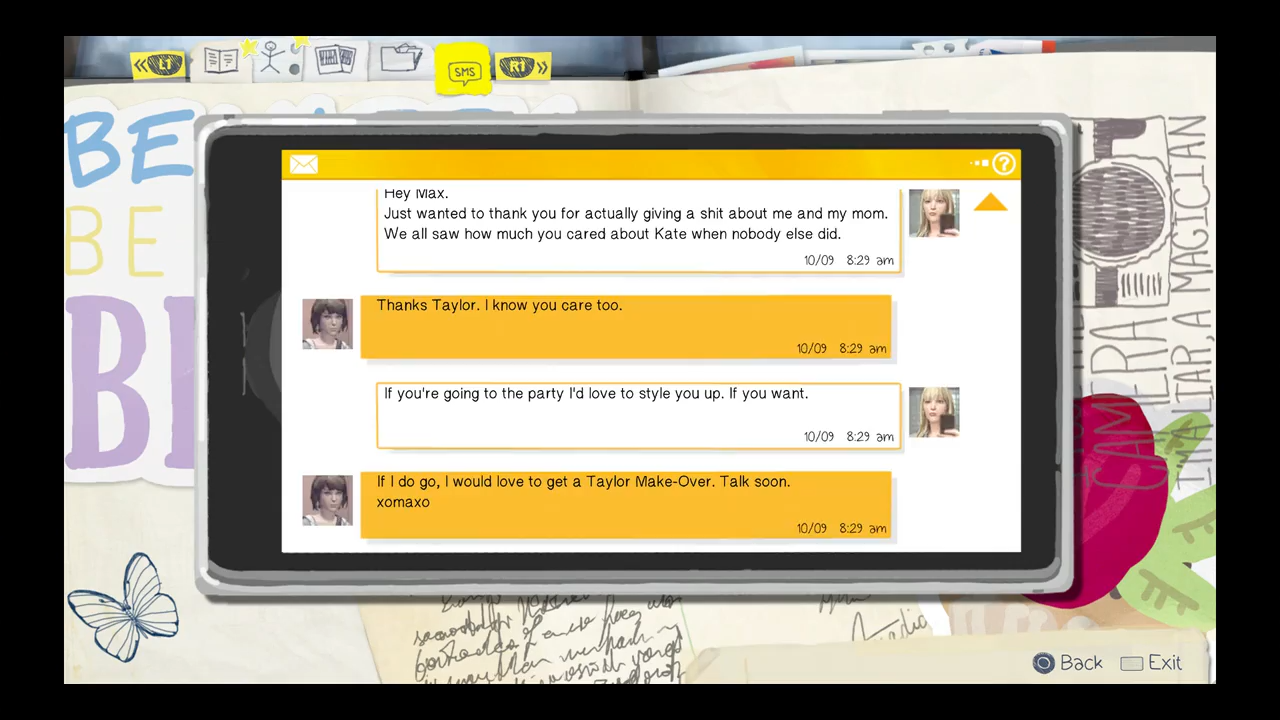 L1
SMS
R1
BE
BE
Hey Max.
Just wanted to thank you for actually giving a shit about me and my mom.
We all saw how much you cared about Kate when nobody else did.
10/09 8:29 am
Thanks Taylor. I know you care too.
10/09 8:29 am
If you're going to the party I'd love to style you up. If you want.
10/09 8:29 am
If I do go, I would love to get a Taylor Make-Over. Talk soon.
xomaxo
10/09 8:29 am
CAMERA
LIAR, A MAGICIAN
Back
Exit